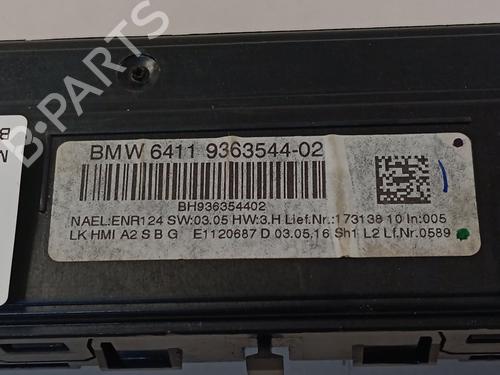 BMW 6411 9363544-02
BH936354402
NAEL:ENR124 SW:03.05 HW:3.H Lief.Nr.:173138 10 In:005
LK HMI A2 S B G E1120687 D 03.05.16 Sh1 L2 Lf.Nr.0589
B-PARTS
M
B